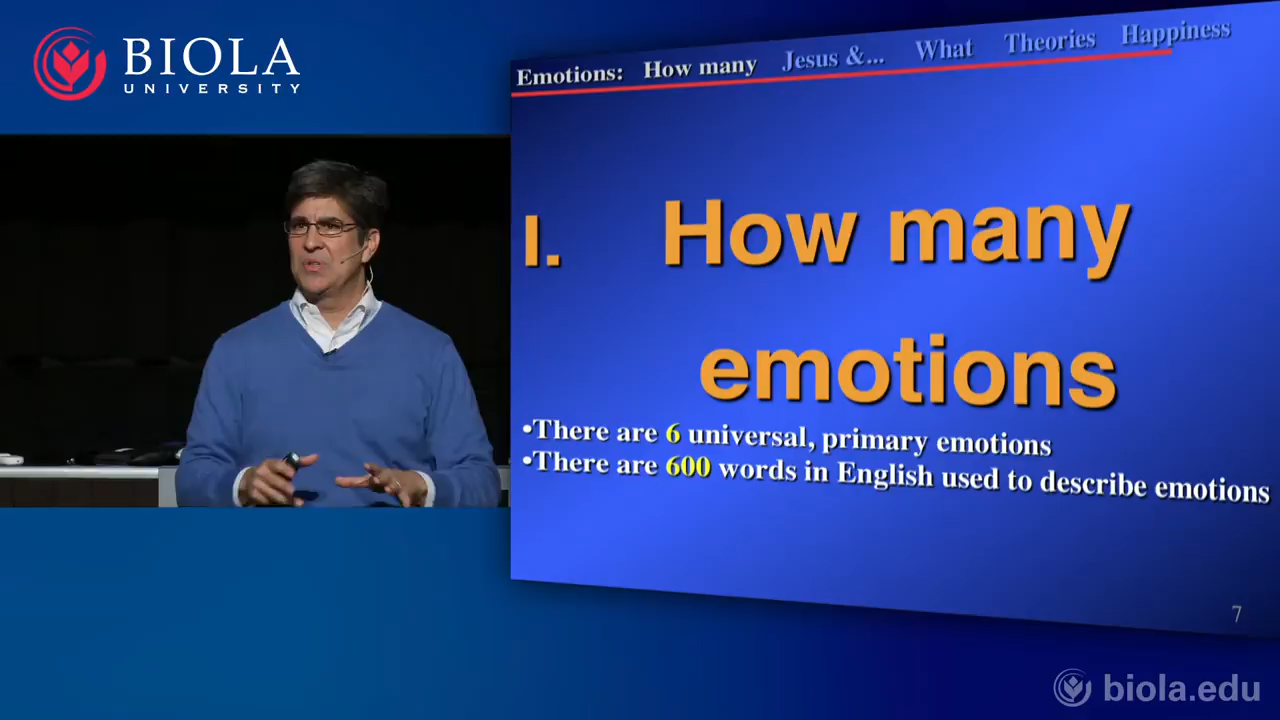 BIOLA
UNIVERSITY
Emotions: How many Jesus &... What Theories Happiness
I. How many
emotions
•There are 6 universal, primary emotions
•There are 600 words in English used to describe emotions
7
biola.edu